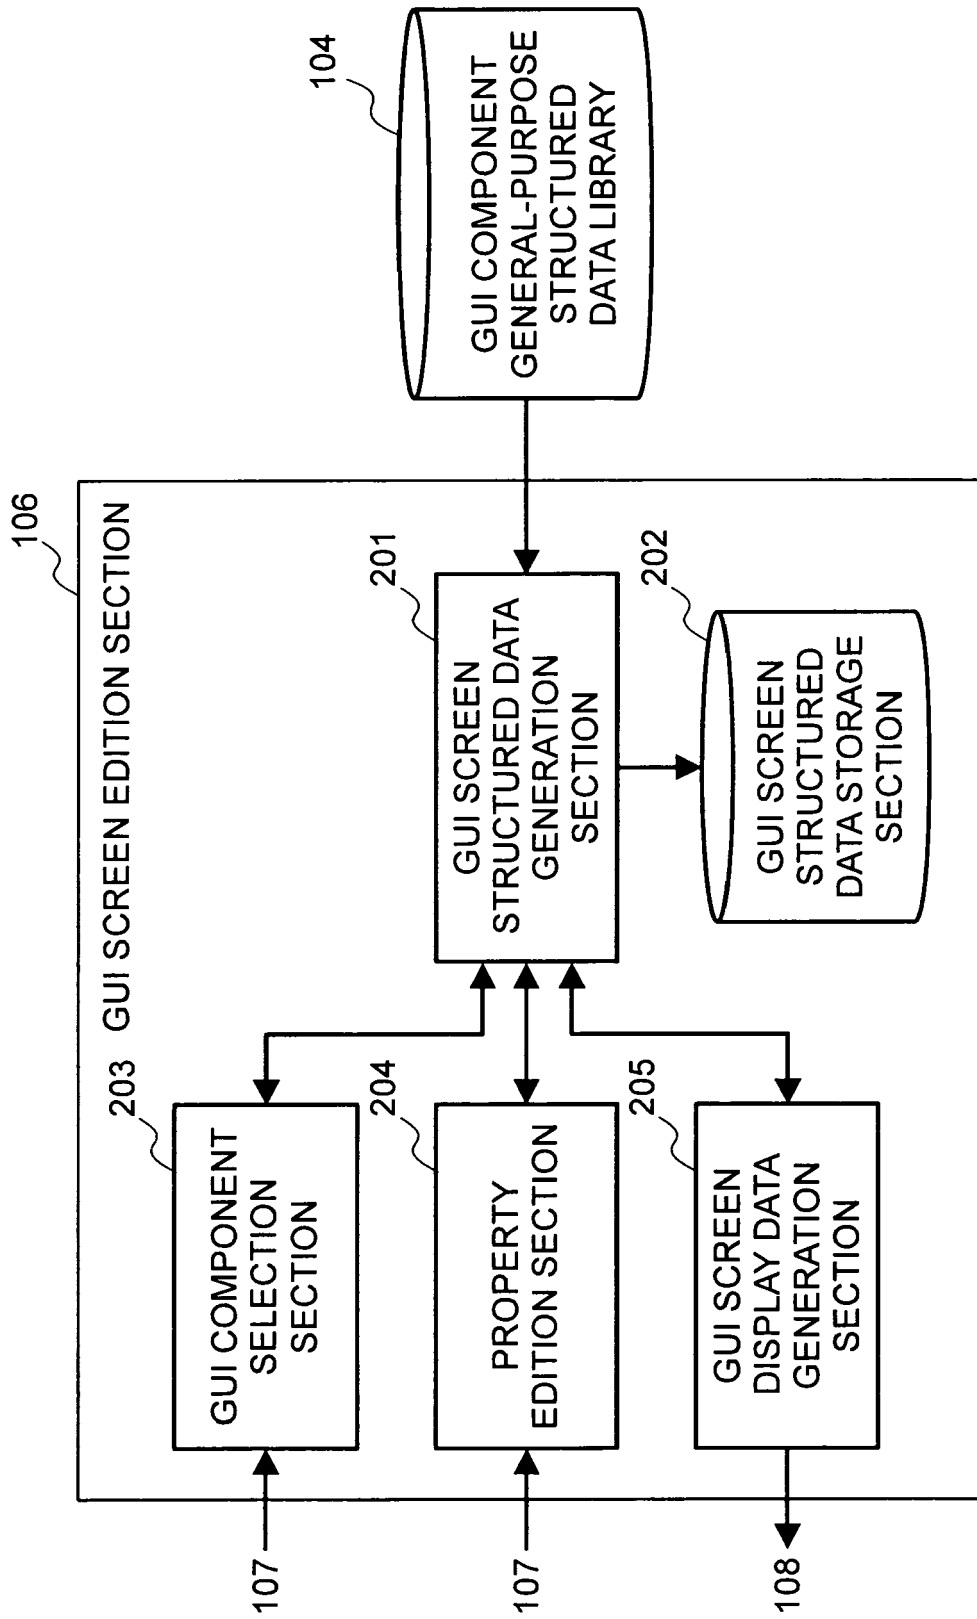 106
GUI SCREEN EDITION SECTION
107
203
GUI COMPONENT
SELECTION
SECTION
107
204
PROPERTY
EDITION SECTION
108
205
GUI SCREEN
DISPLAY DATA
GENERATION
SECTION
201
GUI SCREEN
STRUCTURED DATA
GENERATION
SECTION
202
GUI SCREEN
STRUCTURED
DATA STORAGE
SECTION
104
GUI COMPONENT
GENERAL-PURPOSE
STRUCTURED
DATA LIBRARY